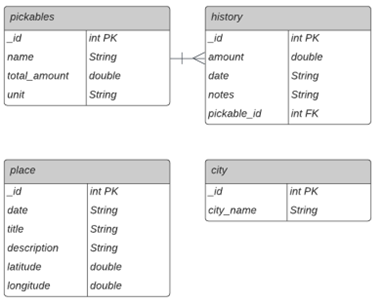 pickables
_id int PK
name String
total_amount double
unit String
history
_id int PK
amount double
date String
notes String
pickable_id int FK
place
_id int PK
date String
title String
description String
latitude double
longitude double
city
_id int PK
city_name String